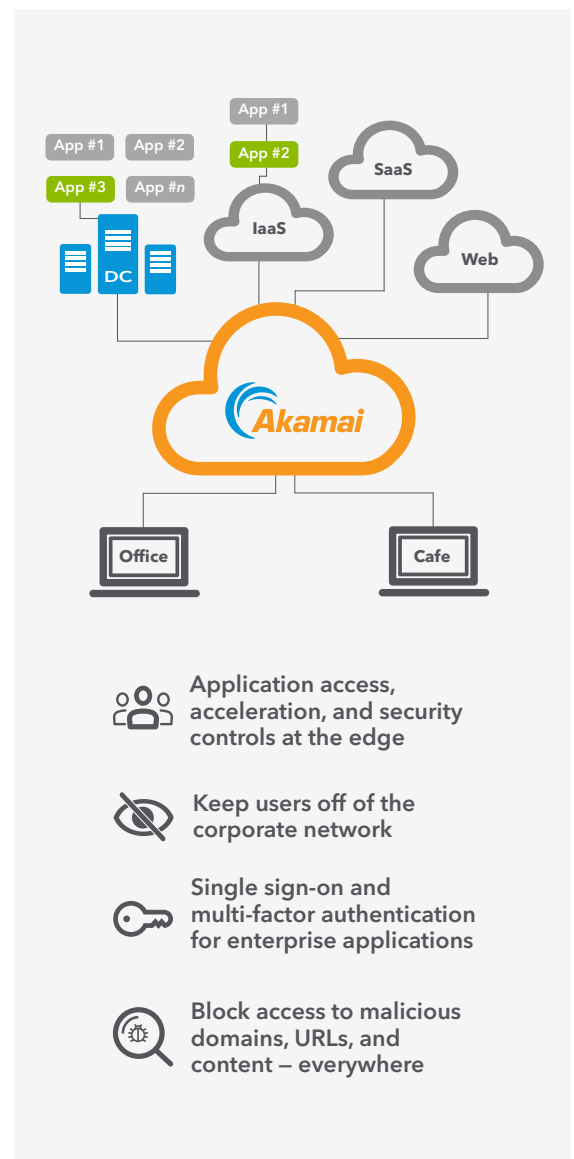 App #1
App #1
App #2
App #2
App #3
App #n
SaaS
IaaS
Web
DC
Akamai
Office
Cafe
Application access,
acceleration, and security
controls at the edge
Keep users off of the
corporate network
Single sign-on and
multi-factor authentication
for enterprise applications
Block access to malicious
domains, URLs, and
content – everywhere